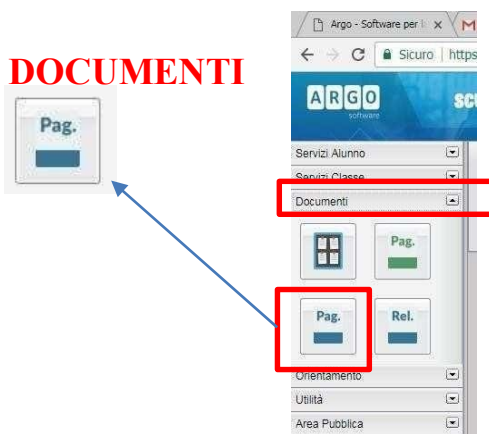 DOCUMENTI
Pag.
Argo - Software per
Sicuro https
ARGO
software
Servizi Alunno
Servizi Classe
Documenti
Pag.
Pag.
Rel.
Orientamento
Utilità
Area Pubblica